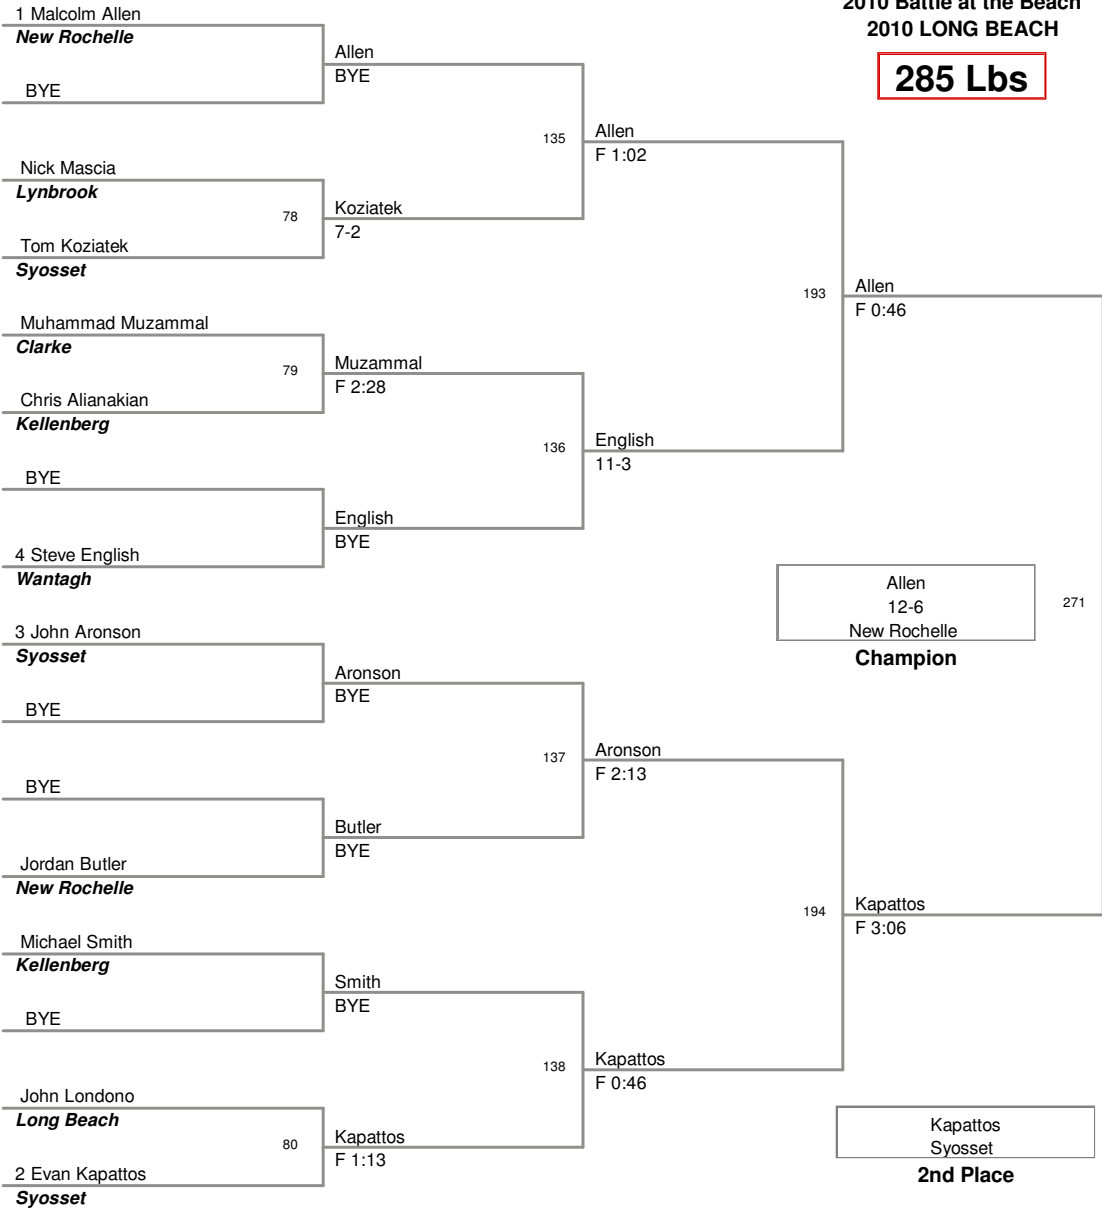 2010 Battle at the Beach
2010 LONG BEACH
285 Lbs
1 Malcolm Allen
New Rochelle
BYE
Nick Mascia
Lynbrook
78
Tom Koziatek
Syosset
Muhammad Muzammal
Clarke
79
Chris Alianakian
Kellenberg
BYE
4 Steve English
Wantagh
3 John Aronson
Syosset
BYE
BYE
Jordan Butler
New Rochelle
Michael Smith
Kellenberg
BYE
John Londono
Long Beach
80
2 Evan Kapattos
Syosset
Allen
BYE
135
Koziatek
7-2
Muzammal
F 2:28
136
English
BYE
Aronson
BYE
137
Butler
BYE
Smith
BYE
138
Kapattos
F 1:13
Allen
F 1:02
193
English
11-3
Aronson
F 2:13
194
Kapattos
F 0:46
Allen
F 0:46
271
Kapattos
F 3:06
Allen
12-6
New Rochelle
Champion
Kapattos
Syosset
2nd Place